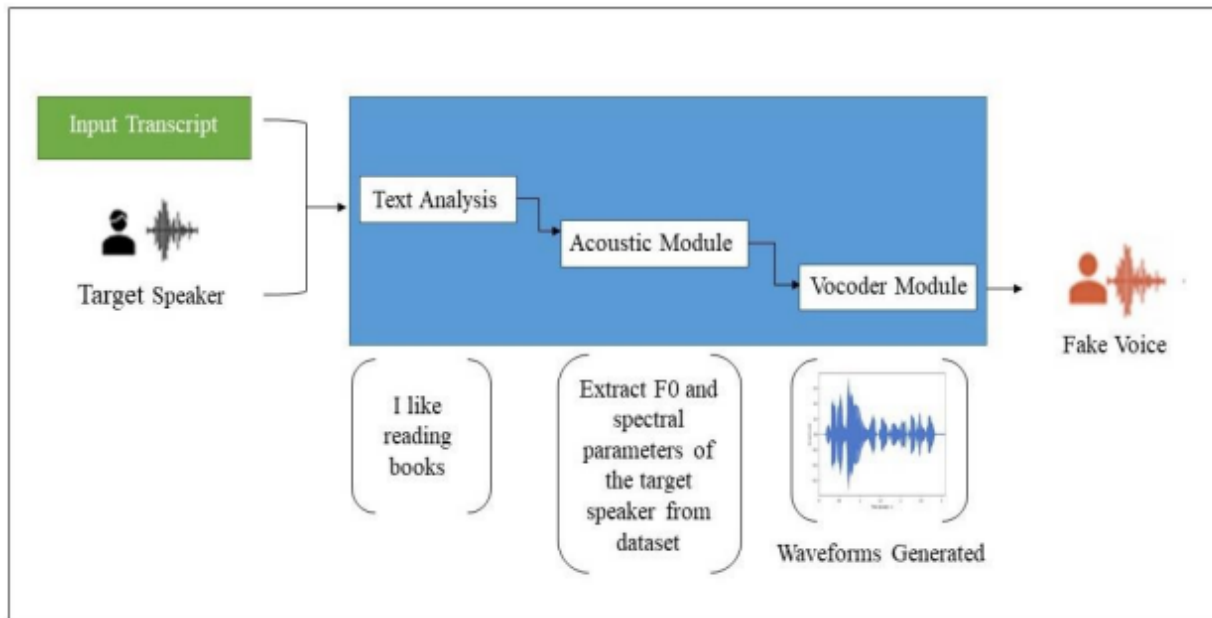 Input Transcript
Target Speaker
Text Analysis
Acoustic Module
Vocoder Module
Fake Voice
I like
reading
books
Extract F0 and
spectral
parameters of
the target
speaker from
dataset
Waveforms Generated